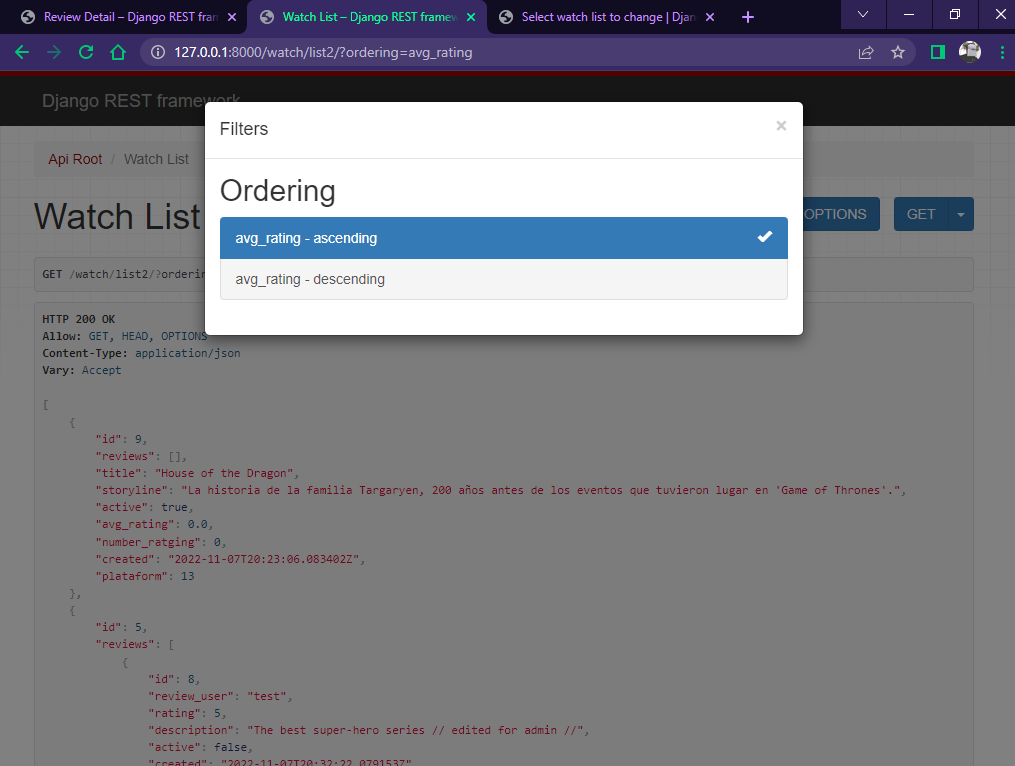 Review Detail – Django REST fram
Watch List – Django REST framew
Select watch list to change | Djan
127.0.0.1:8000/watch/list2/?ordering=avg_rating
Django REST framework
Filters
×
Api Root / Watch List
Ordering
Watch List
OPTIONS
GET
avg_rating - ascending
avg_rating - descending
GET /watch/list2/?orderin
HTTP 200 OK
Allow: GET, HEAD, OPTIONS
Content-Type: application/json
Vary: Accept
[
{
"id": 9,
"reviews": [],
"title": "House of the Dragon",
"storyline": "La historia de la familia Targaryen, 200 años antes de los eventos que tuvieron lugar en 'Game of Thrones'.",
"active": true,
"avg_rating": 0.0,
"number_ratging": 0,
"created": "2022-11-07T20:23:06.083402Z",
"plataform": 13
},
{
"id": 5,
"reviews": [
{
"id": 8,
"review_user": "test",
"rating": 5,
"description": "The best super-hero series // edited for admin //",
"active": false,
"created": "2022-11-07T20:32:22.079153Z"